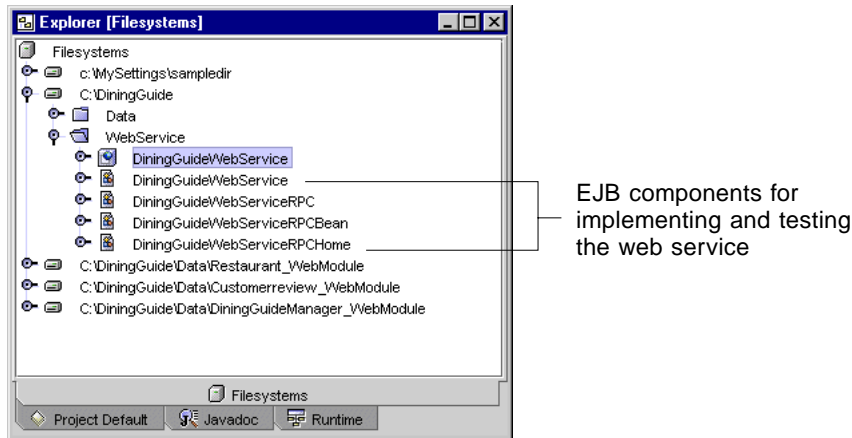 Explorer [Filesystems]
Filesystems
c:\MySettings\sampledir
C:\DiningGuide
Data
WebService
DiningGuideWebService
DiningGuideWebService
DiningGuideWebServiceRPC
DiningGuideWebServiceRPCBean
DiningGuideWebServiceRPCHome
C:\DiningGuide\Data\Restaurant_WebModule
C:\DiningGuide\Data\Customerreview_WebModule
C:\DiningGuide\Data\DiningGuideManager_WebModule
EJB components for
implementing and testing
the web service
Filesystems
Project Default Javadoc Runtime